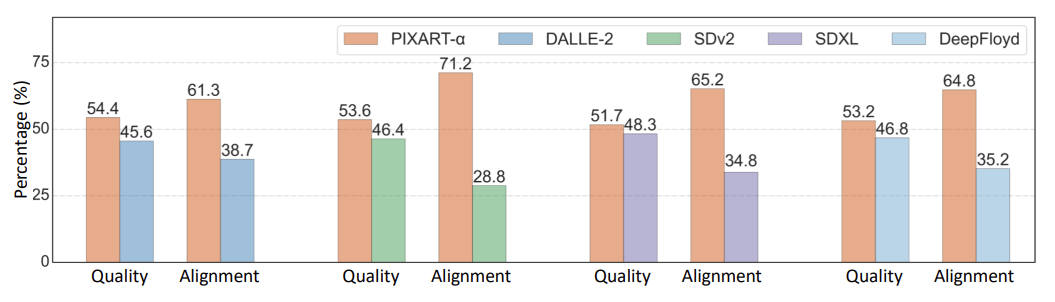 PIXART-α DALLE-2 SDv2 SDXL DeepFloyd
Percentage (%)
75
50
25
0
54.4 45.6 61.3 38.7 53.6 46.4 71.2 28.8 51.7 48.3 65.2 34.8 53.2 46.8 64.8 35.2
Quality Alignment Quality Alignment Quality Alignment Quality Alignment